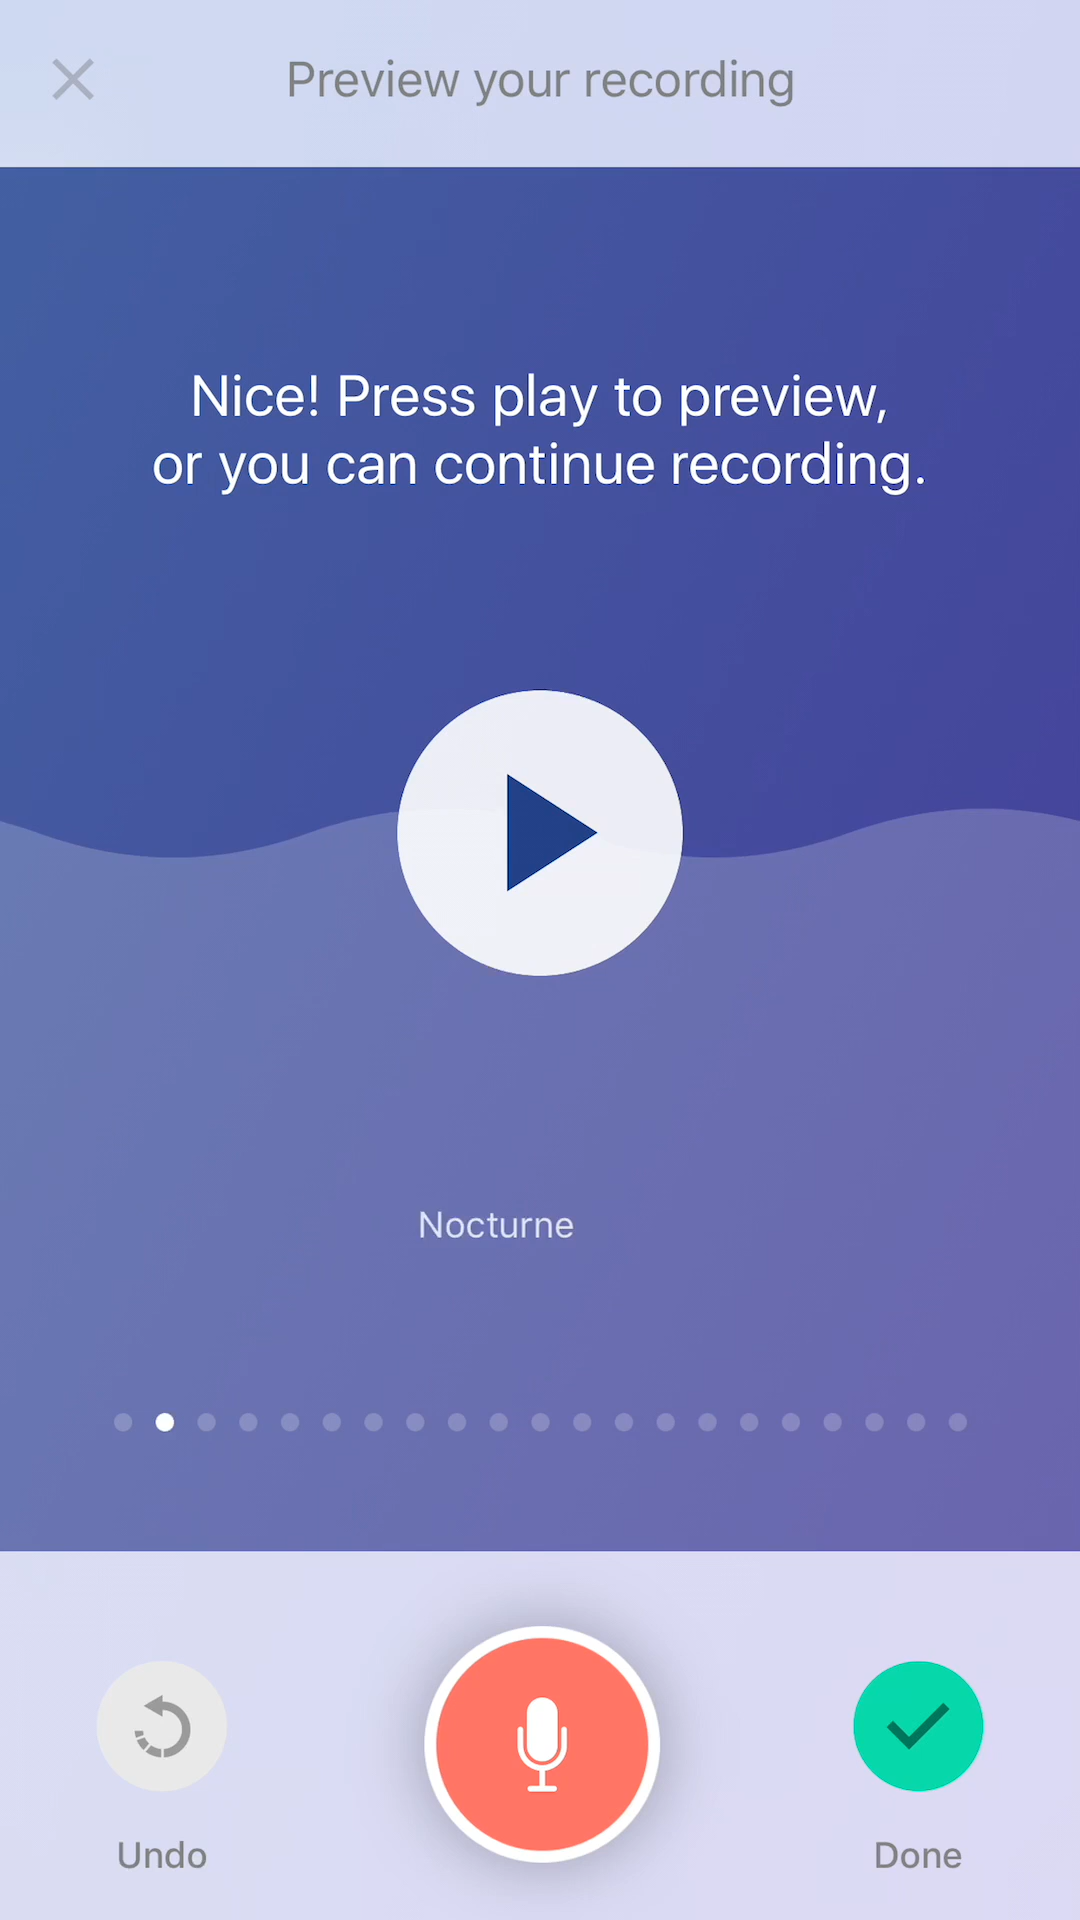 Preview your recording
Nice! Press play to preview,
or you can continue recording.
Nocturne
Undo
Done